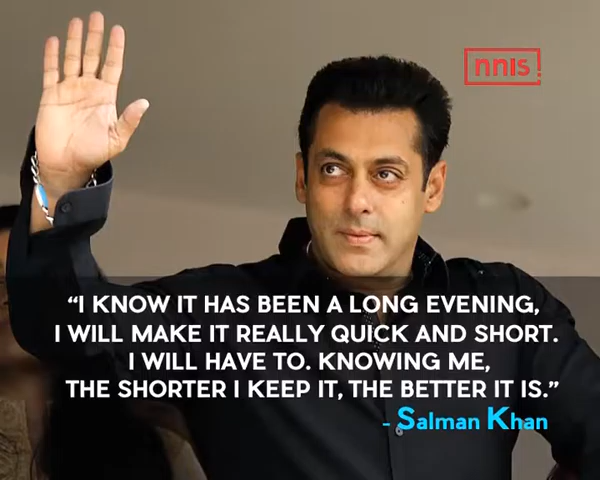 nnis
“I KNOW IT HAS BEEN A LONG EVENING,
I WILL MAKE IT REALLY QUICK AND SHORT.
I WILL HAVE TO. KNOWING ME,
THE SHORTER I KEEP IT, THE BETTER IT IS.”
- Salman Khan